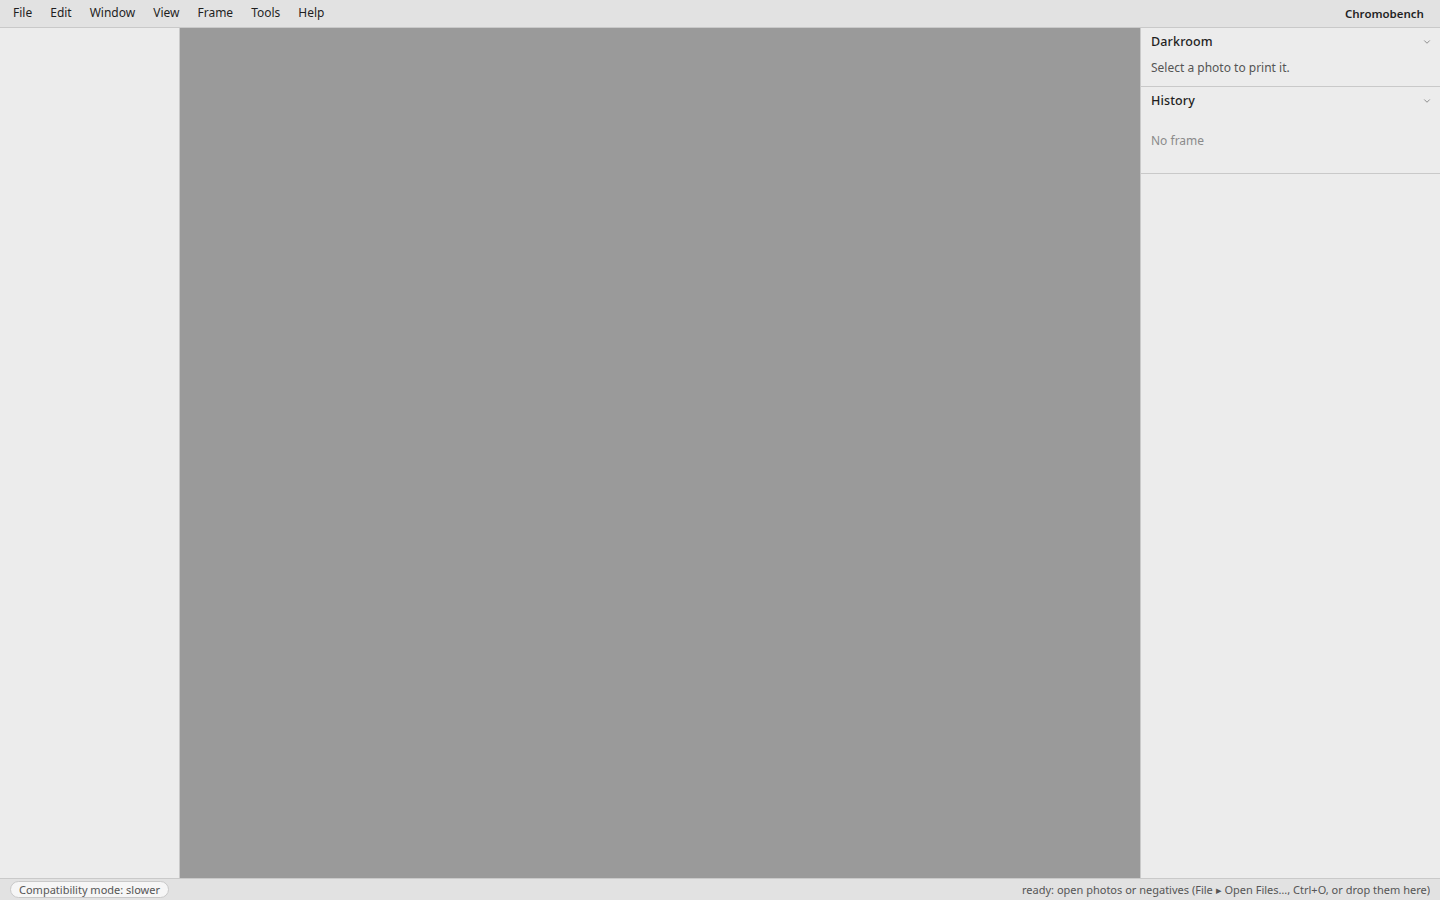 File Edit Window View Frame Tools Help Chromobench
Darkroom
Select a photo to print it.
History
No frame
Compatibility mode: slower ready: open photos or negatives (File ▸ Open Files…, Ctrl+O, or drop them here)